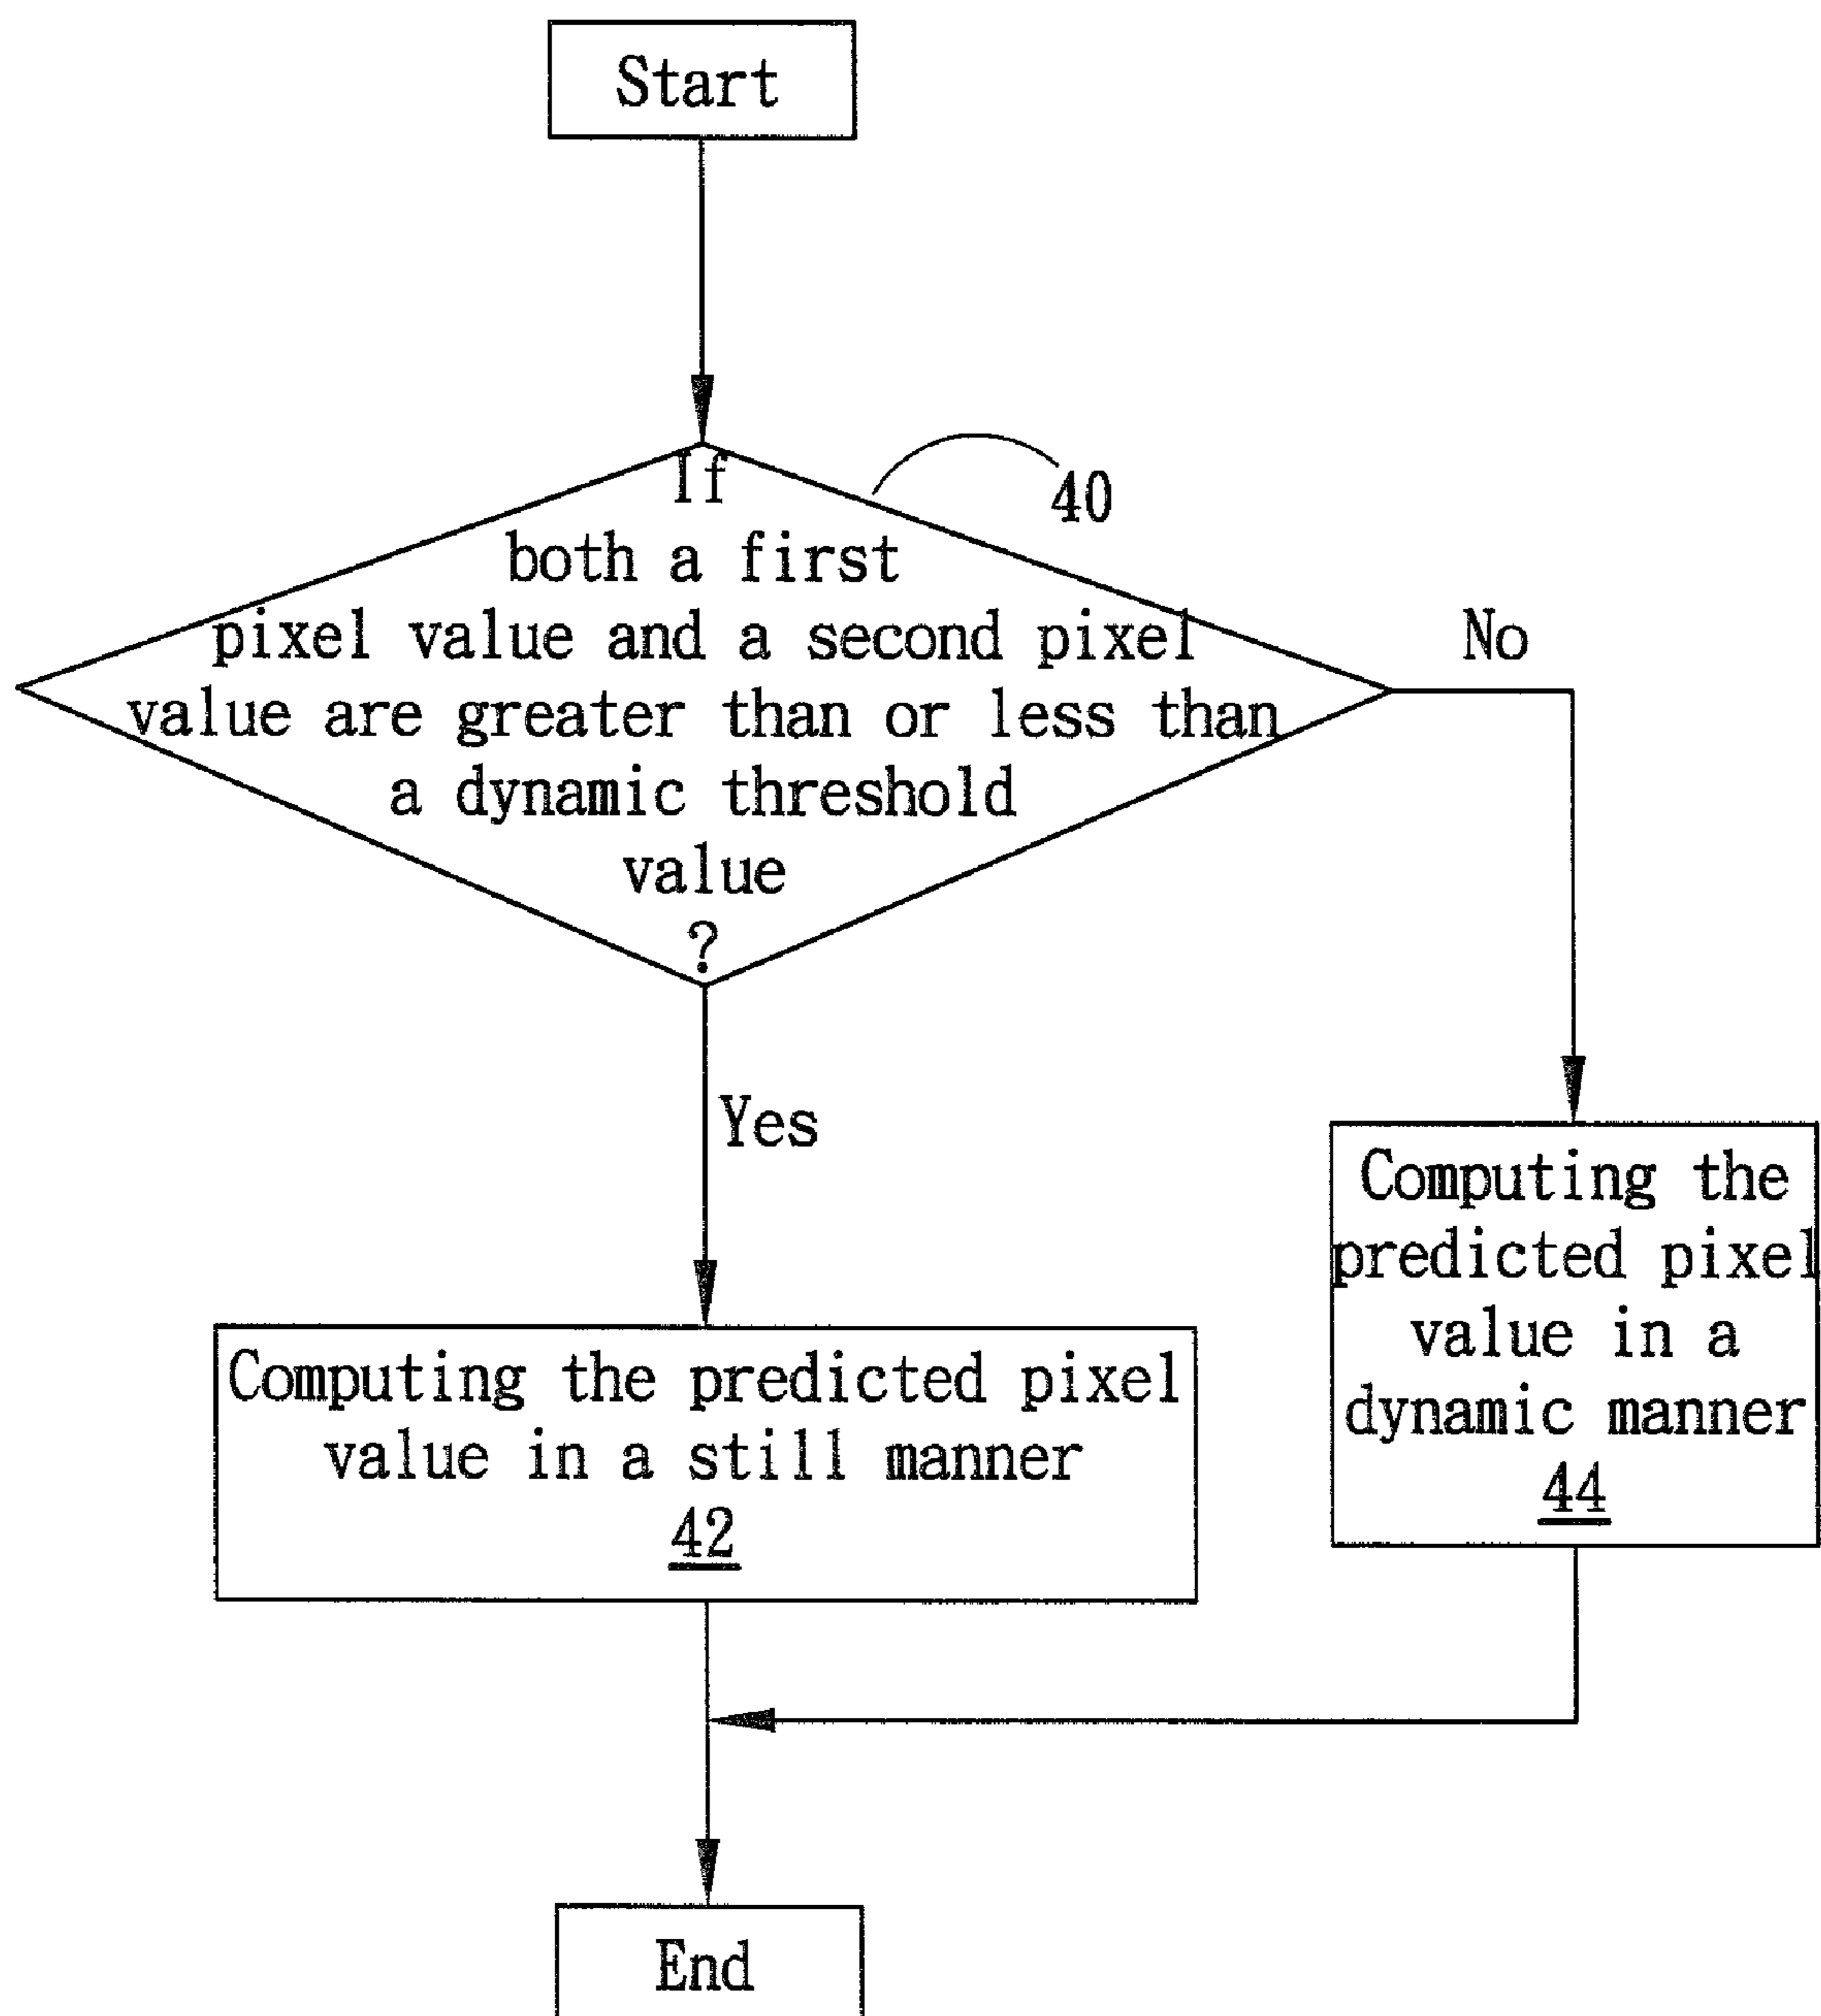 Start
If
both a first
pixel value and a second pixel
value are greater than or less than
a dynamic threshold
value
?
40
No
Yes
Computing the
predicted pixel
value in a
dynamic manner
44
Computing the predicted pixel
value in a still manner
42
End